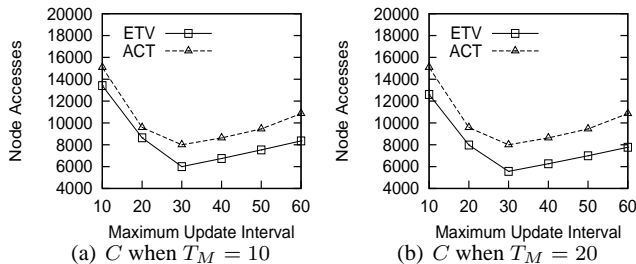 20000
18000
16000
14000
12000
10000
8000
6000
4000
Node Accesses
ETV
ACT
10 20 30 40 50 60
Maximum Update Interval
(a) C when T_M = 10
20000
18000
16000
14000
12000
10000
8000
6000
4000
Node Accesses
ETV
ACT
10 20 30 40 50 60
Maximum Update Interval
(b) C when T_M = 20